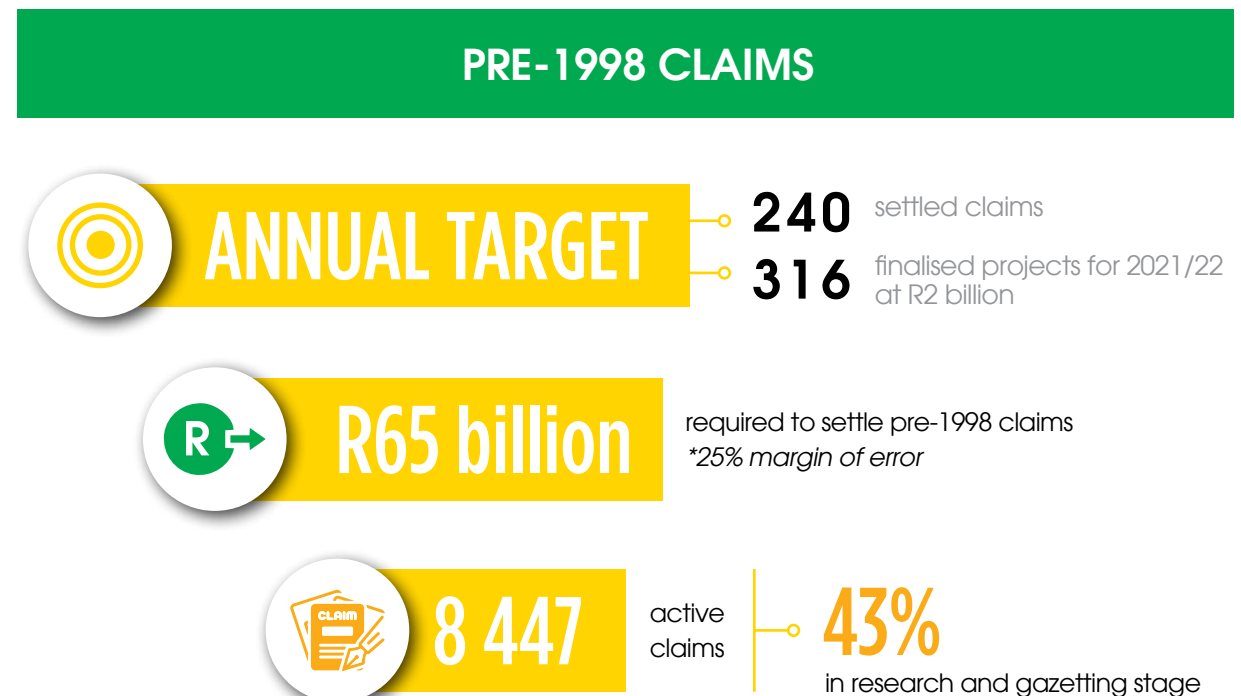 PRE-1998 CLAIMS
ANNUAL TARGET
240 settled claims
316 finalised projects for 2021/22
at R2 billion
R
R65 billion
required to settle pre-1998 claims
*25% margin of error
CLAIM
8 447
active
claims
43%
in research and gazetting stage